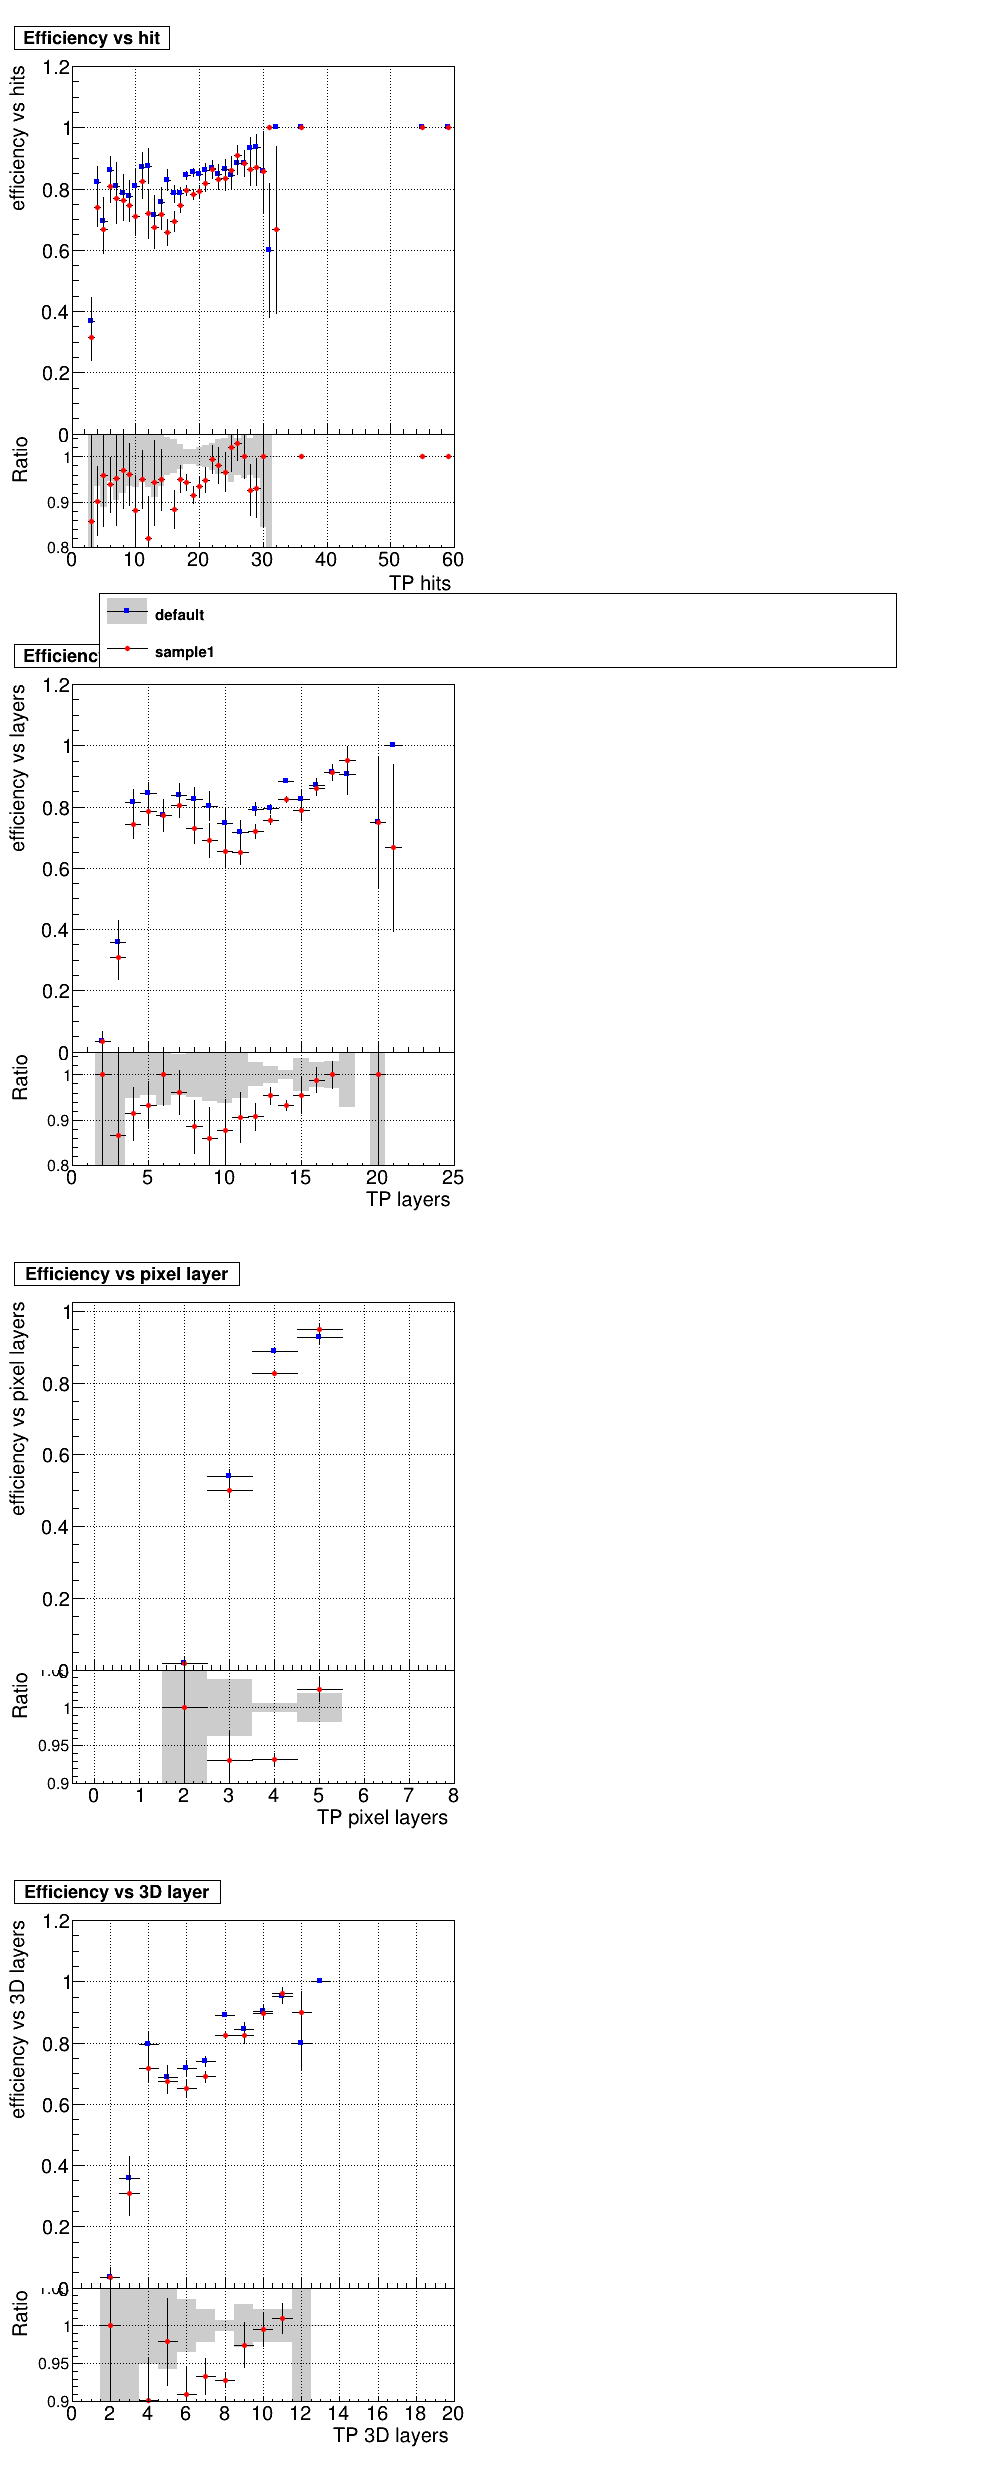 Efficiency vs hit
efficiency vs hits
1.2
1
0.8
0.6
0.4
0.2
0
Ratio
1
0.9
0.8
0 10 20 30 40 50 60
TP hits
default
sample1
Efficienc
efficiency vs layers
1.2
1
0.8
0.6
0.4
0.2
0
Ratio
1
0.9
0.8
0 5 10 15 20 25
TP layers
Efficiency vs pixel layer
efficiency vs pixel layers
1
0.8
0.6
0.4
0.2
0
Ratio
1
0.95
0.9
0 1 2 3 4 5 6 7 8
TP pixel layers
Efficiency vs 3D layer
efficiency vs 3D layers
1.2
1
0.8
0.6
0.4
0.2
0
Ratio
1
0.95
0.9
0 2 4 6 8 10 12 14 16 18 20
TP 3D layers